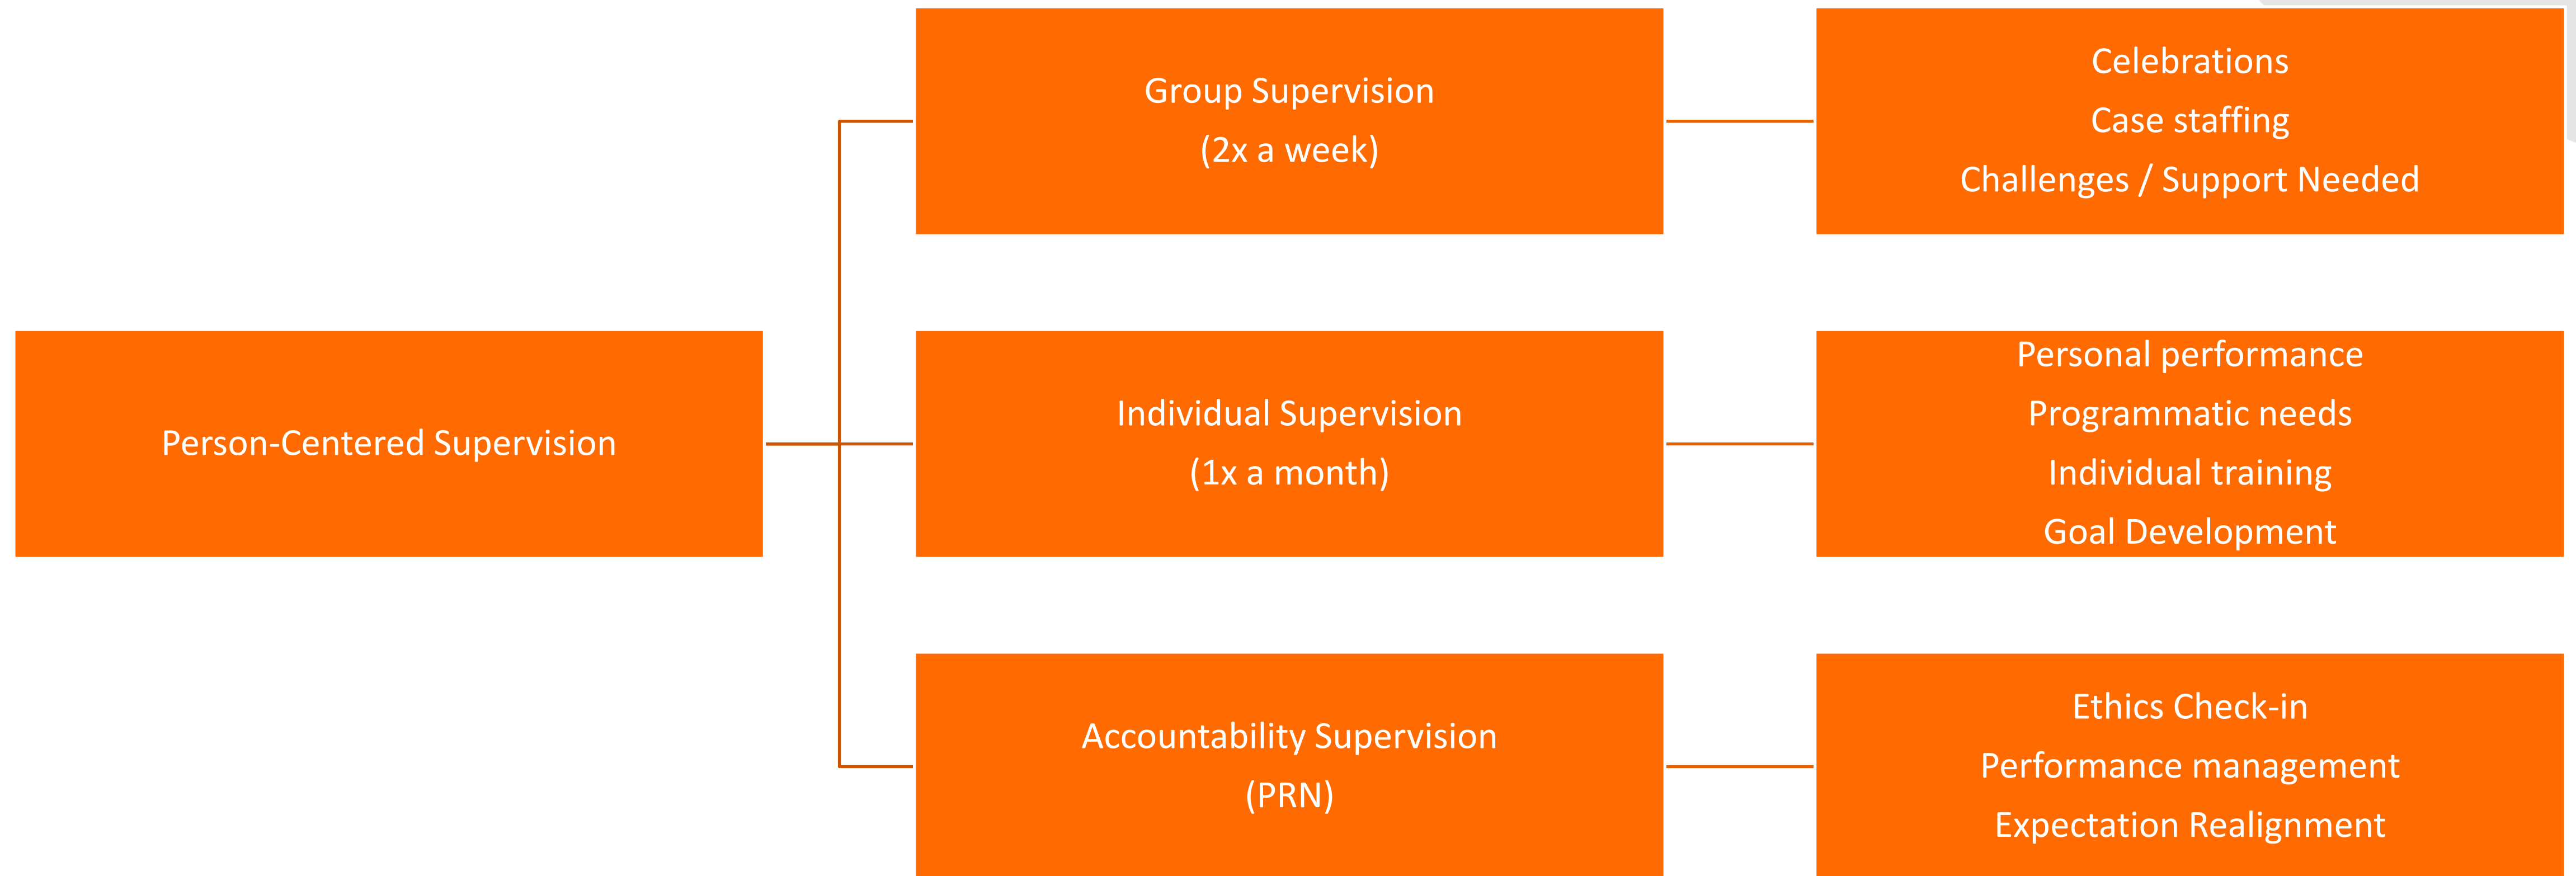 Person-Centered Supervision
Group Supervision
(2x a week)
Celebrations
Case staffing
Challenges / Support Needed
Individual Supervision
(1x a month)
Personal performance
Programmatic needs
Individual training
Goal Development
Accountability Supervision
(PRN)
Ethics Check-in
Performance management
Expectation Realignment